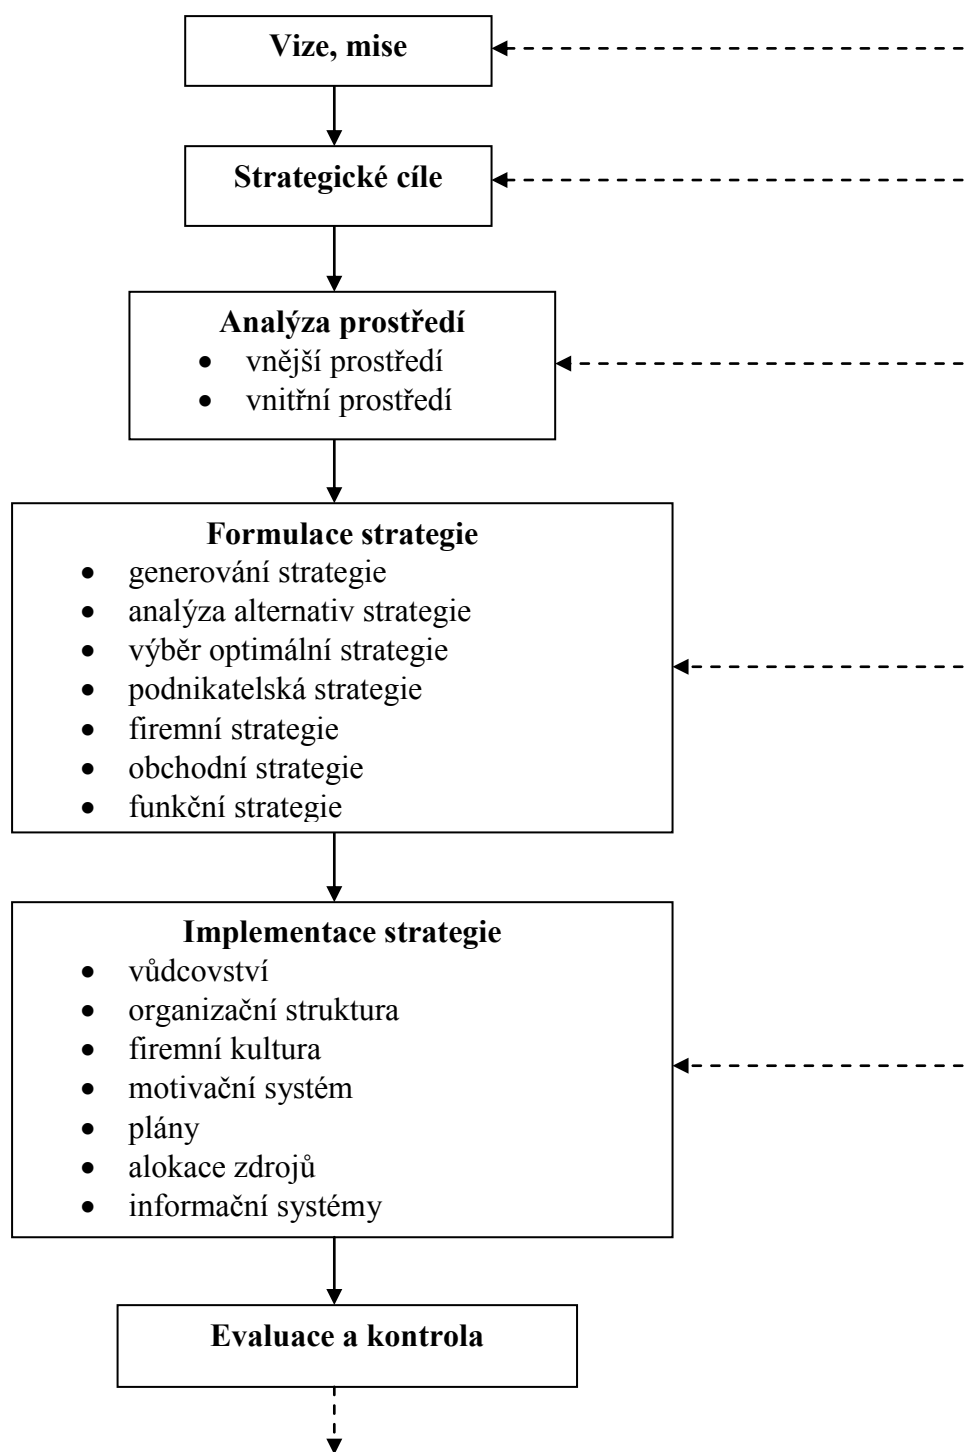 Vize, mise
Strategické cíle
Analýza prostředí
• vnější prostředí
• vnitřní prostředí
Formulace strategie
• generování strategie
• analýza alternativ strategie
• výběr optimální strategie
• podnikatelská strategie
• firemní strategie
• obchodní strategie
• funkční strategie
Implementace strategie
• vůdcovství
• organizační struktura
• firemní kultura
• motivační systém
• plány
• alokace zdrojů
• informační systémy
Evaluace a kontrola